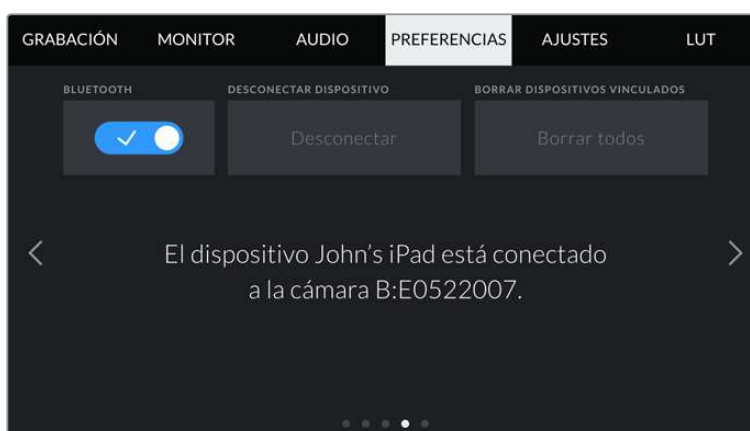 GRABACIÓN MONITOR AUDIO PREFERENCIAS AJUSTES LUT
BLUETOOTH DESCONECTAR DISPOSITIVO BORRAR DISPOSITIVOS VINCULADOS
Desconectar Borrar todos
El dispositivo John’s iPad está conectado
a la cámara B:E0522007.